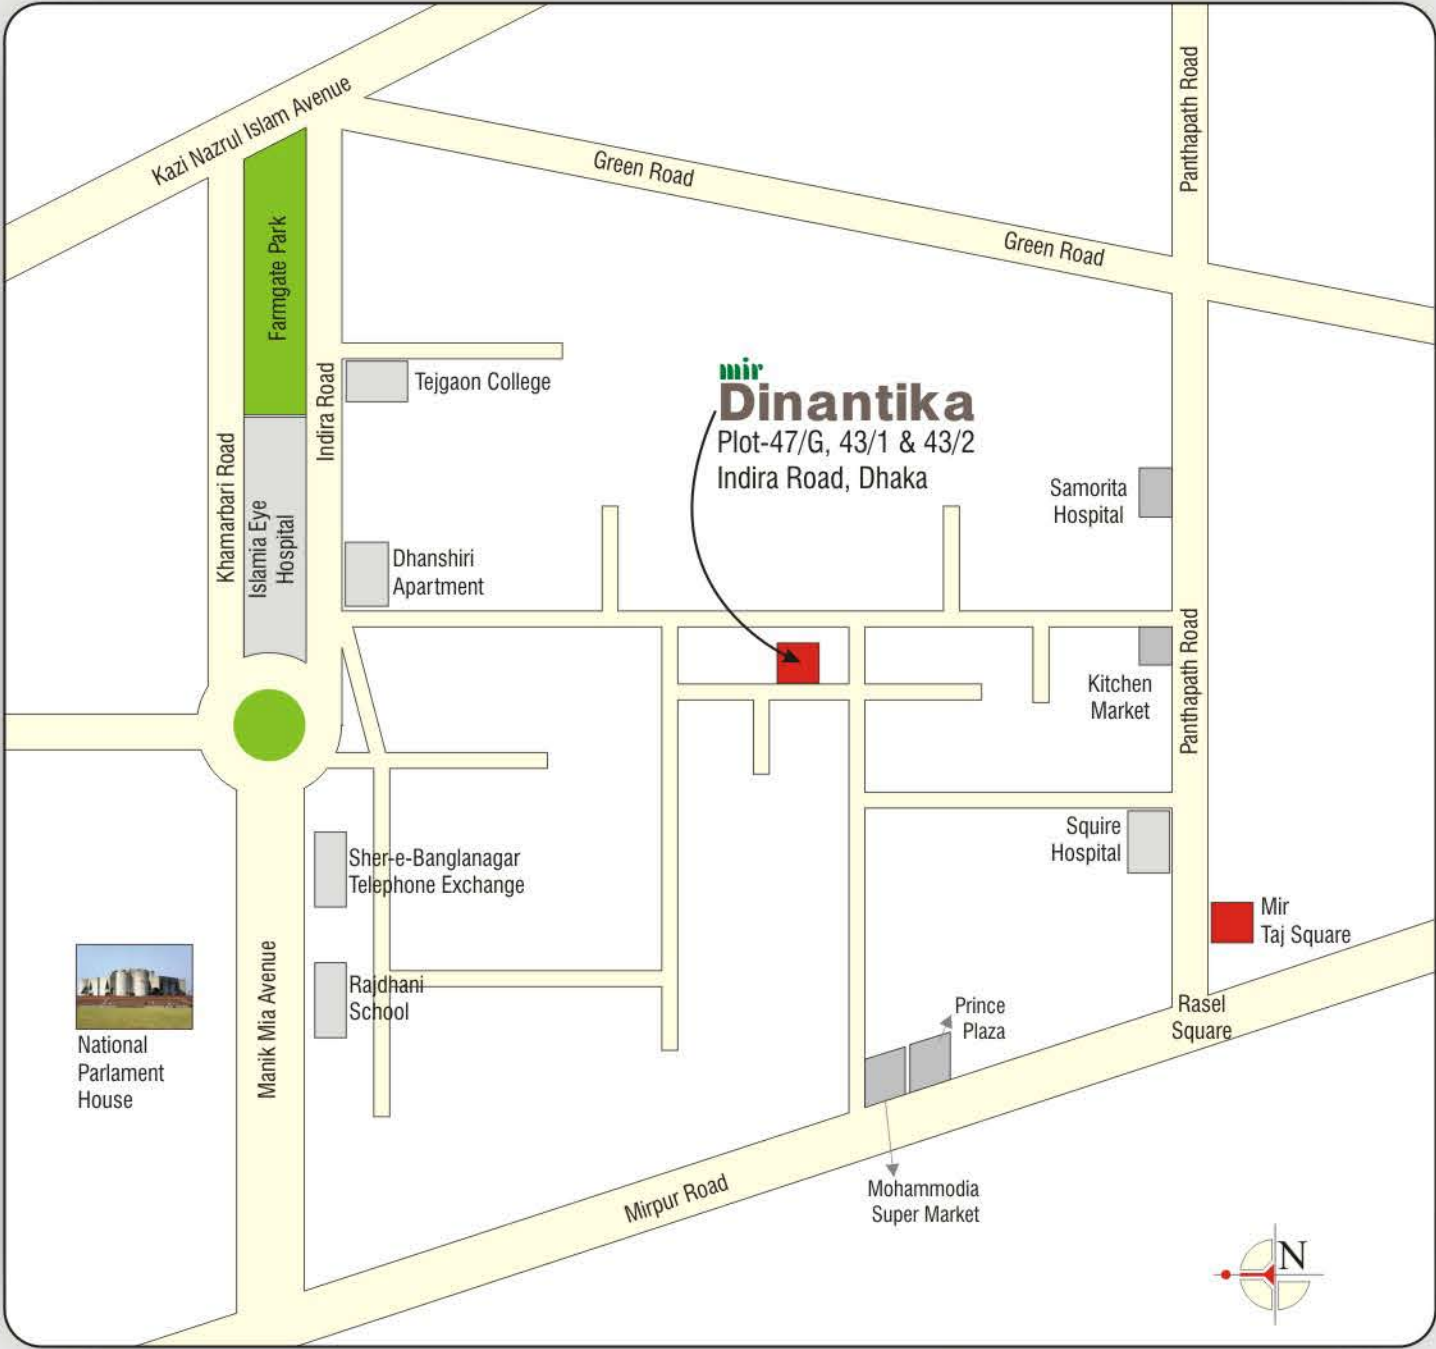 Kazi Nazrul Islam Avenue
Panthapath Road
Green Road
Green Road
Farmgate Park
Indira Road
Tejgaon College
mir
Dinantika
Plot-47/G, 43/1 & 43/2
Indira Road, Dhaka
Khamarbari Road
Islamia Eye
Hospital
Samorita
Hospital
Dhanshiri
Apartment
Panthapath Road
Kitchen
Market
Squire
Hospital
Sher-e-Banglanagar
Telephone Exchange
Mir
Taj Square
Manik Mia Avenue
Rajdhani
School
Prince
Plaza
Rasel
Square
National
Parlament
House
Mirpur Road
Mohammodia
Super Market
N